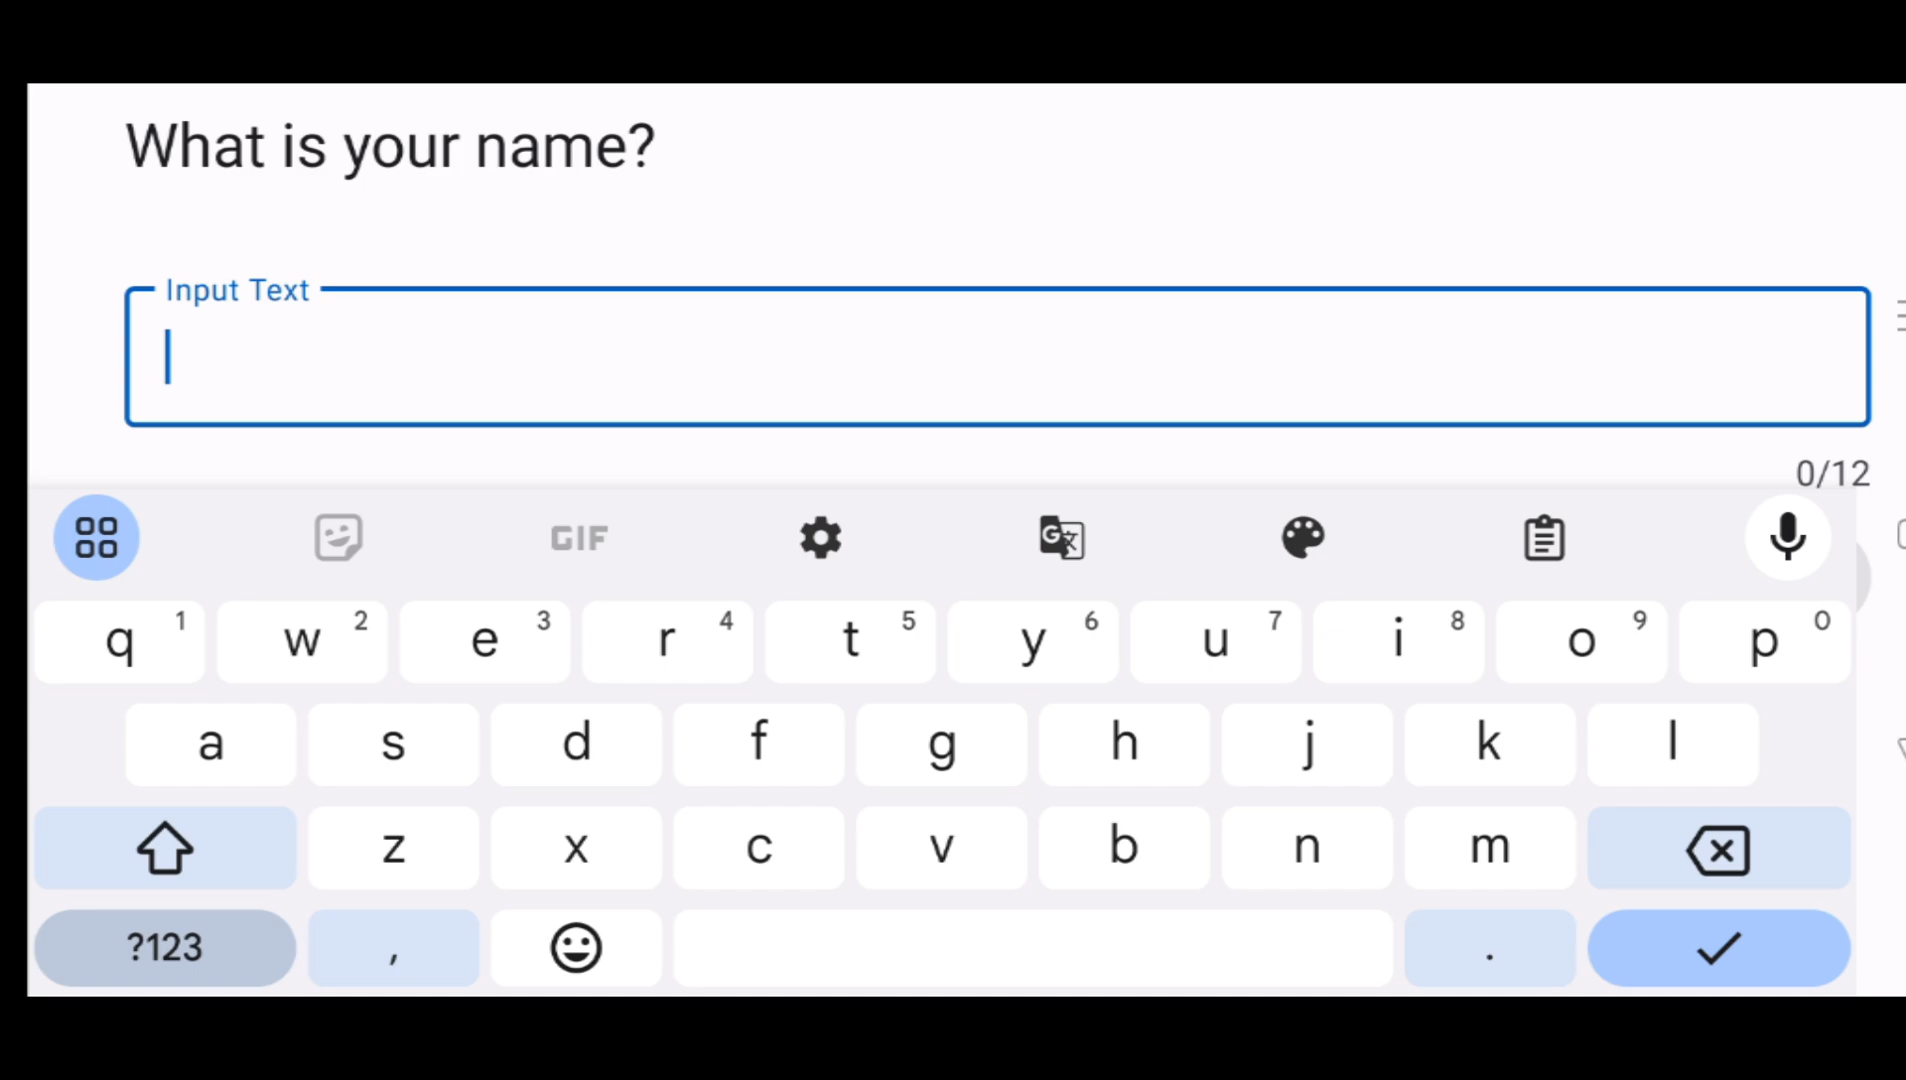 What is your name?
Input Text
0/12
GIF
G 文
q 1 w 2 e 3 r 4 t 5 y 6 u 7 i 8 o 9 p 0
a s d f g h j k l
z x c v b n m
?123 , .